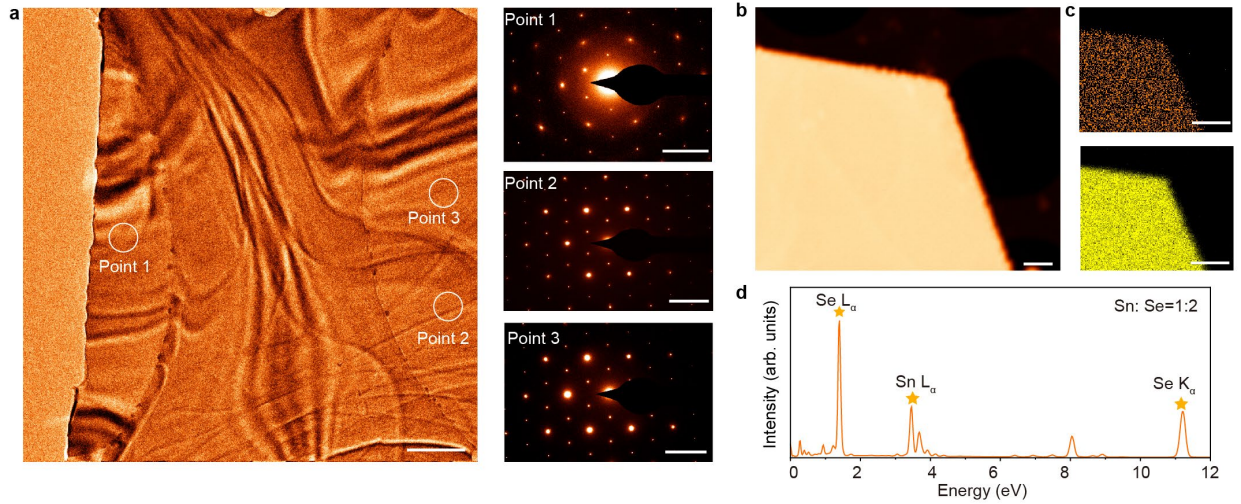 a
Point 1
Point 2
Point 3
Point 1
Point 2
Point 3
b
c
d
Intensity (arb. units)
Se Lα
Sn Lα
Se Kα
Sn: Se=1:2
0 2 4 6 8 10 12
Energy (eV)